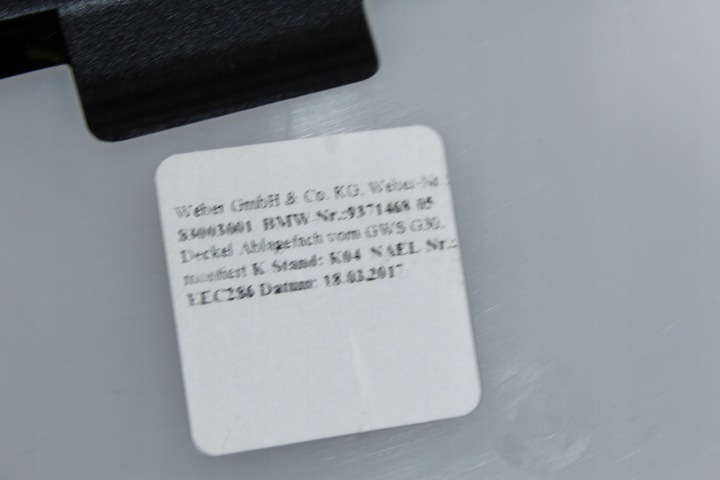 Weber GmbH & Co. KG, Weber-Nr.:
83003001 BMW-Nr.:9371468 05
Deckel Ablagefach vorn GWS G30,
montiert K Stand: K04 NAEL-Nr.:
EEC286 Datum: 18.03.2017